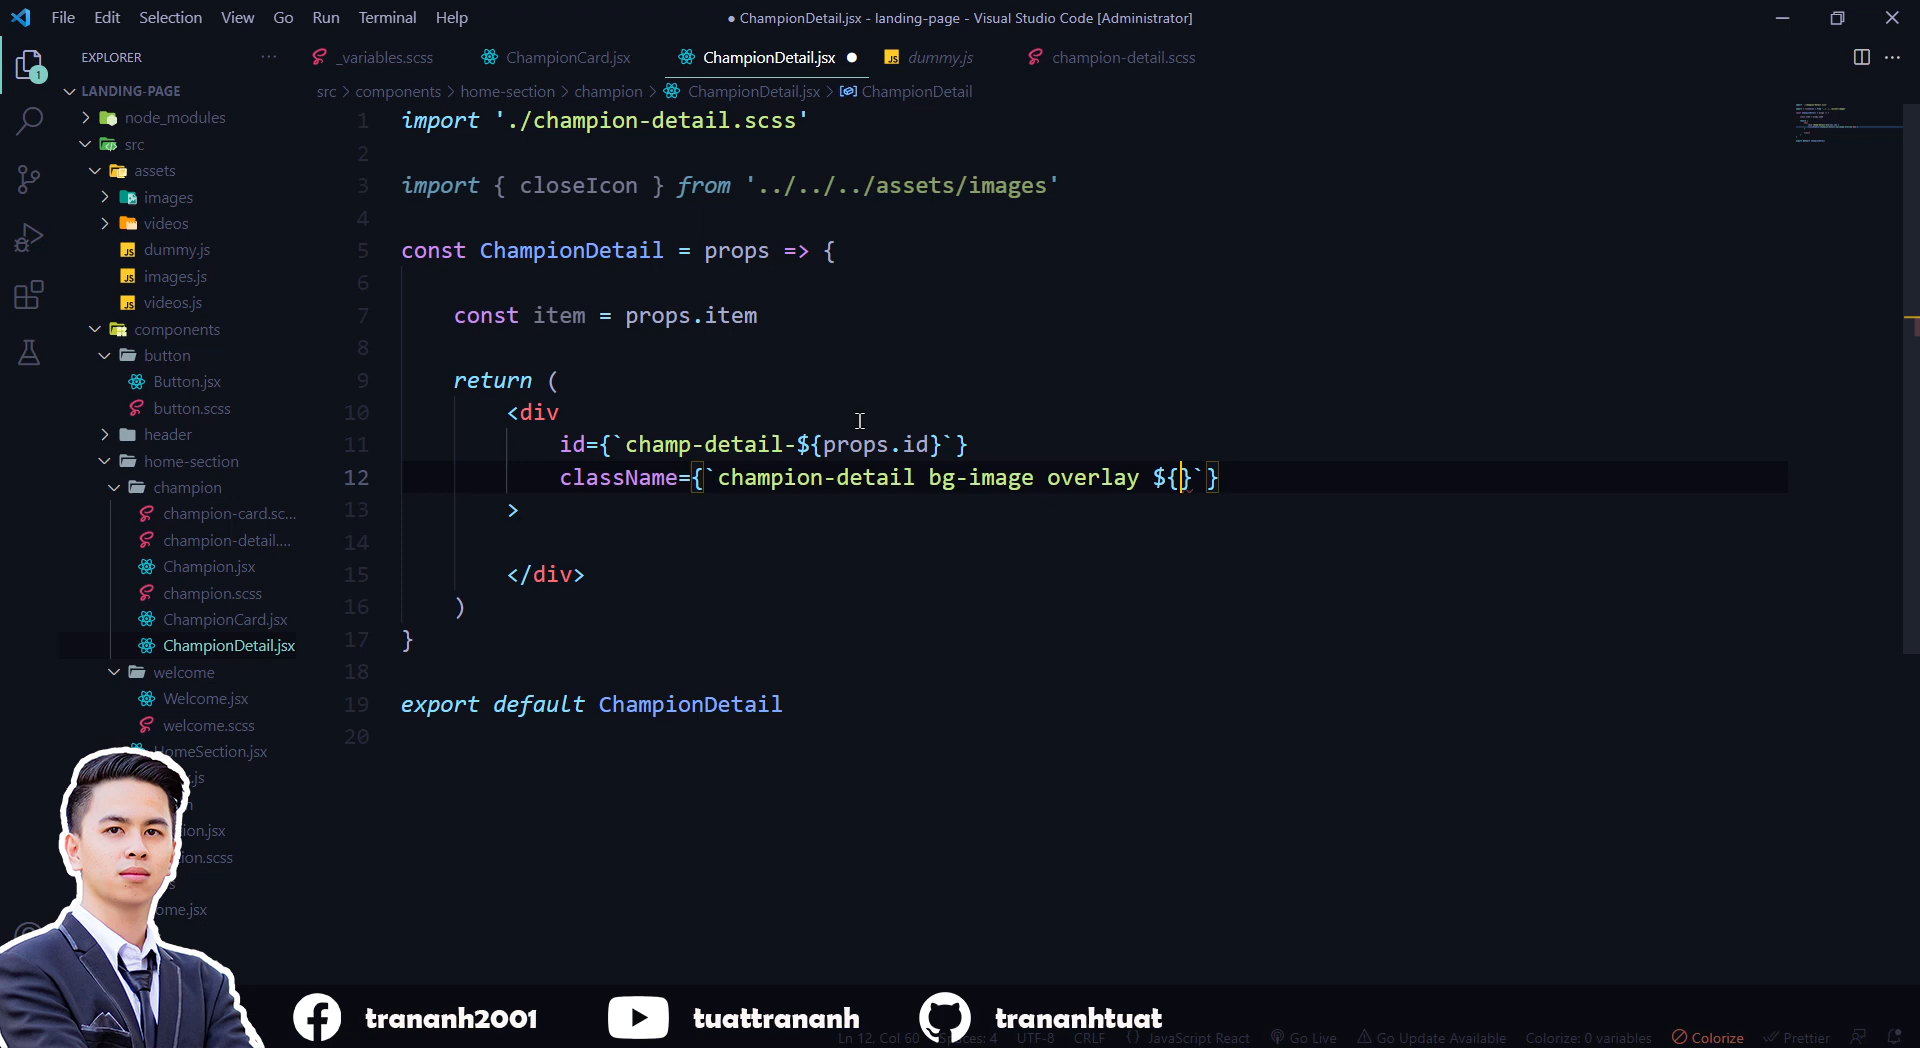 File Edit Selection View Go Run Terminal Help
● ChampionDetail.jsx - landing-page - Visual Studio Code [Administrator]
EXPLORER
_variables.scss ChampionCard.jsx ChampionDetail.jsx dummy.js champion-detail.scss
1
LANDING-PAGE
node_modules
src
assets
images
videos
dummy.js
images.js
videos.js
components
button
Button.jsx
button.scss
header
home-section
champion
champion-card.sc...
champion-detail....
Champion.jsx
champion.scss
ChampionCard.jsx
ChampionDetail.jsx
welcome
Welcome.jsx
welcome.scss
HomeSection.jsx
.js
ion.jsx
ion.scss
ome.jsx
src > components > home-section > champion > ChampionDetail.jsx > ChampionDetail
1 import './champion-detail.scss'
2
3 import { closeIcon } from '../../../assets/images'
4
5 const ChampionDetail = props => {
6
7 const item = props.item
8
9 return (
10 <div
11 id={`champ-detail-${props.id}`}
12 className={`champion-detail bg-image overlay ${}`}
13 >
14
15 </div>
16 )
17 }
18
19 export default ChampionDetail
20
trananh2001 tuattrananh trananhtuat
Ln 12, Col 60 Spaces: 4 UTF-8 CRLF {} JavaScript React Go Live Go Update Available Colorize: 0 variables Colorize Prettier